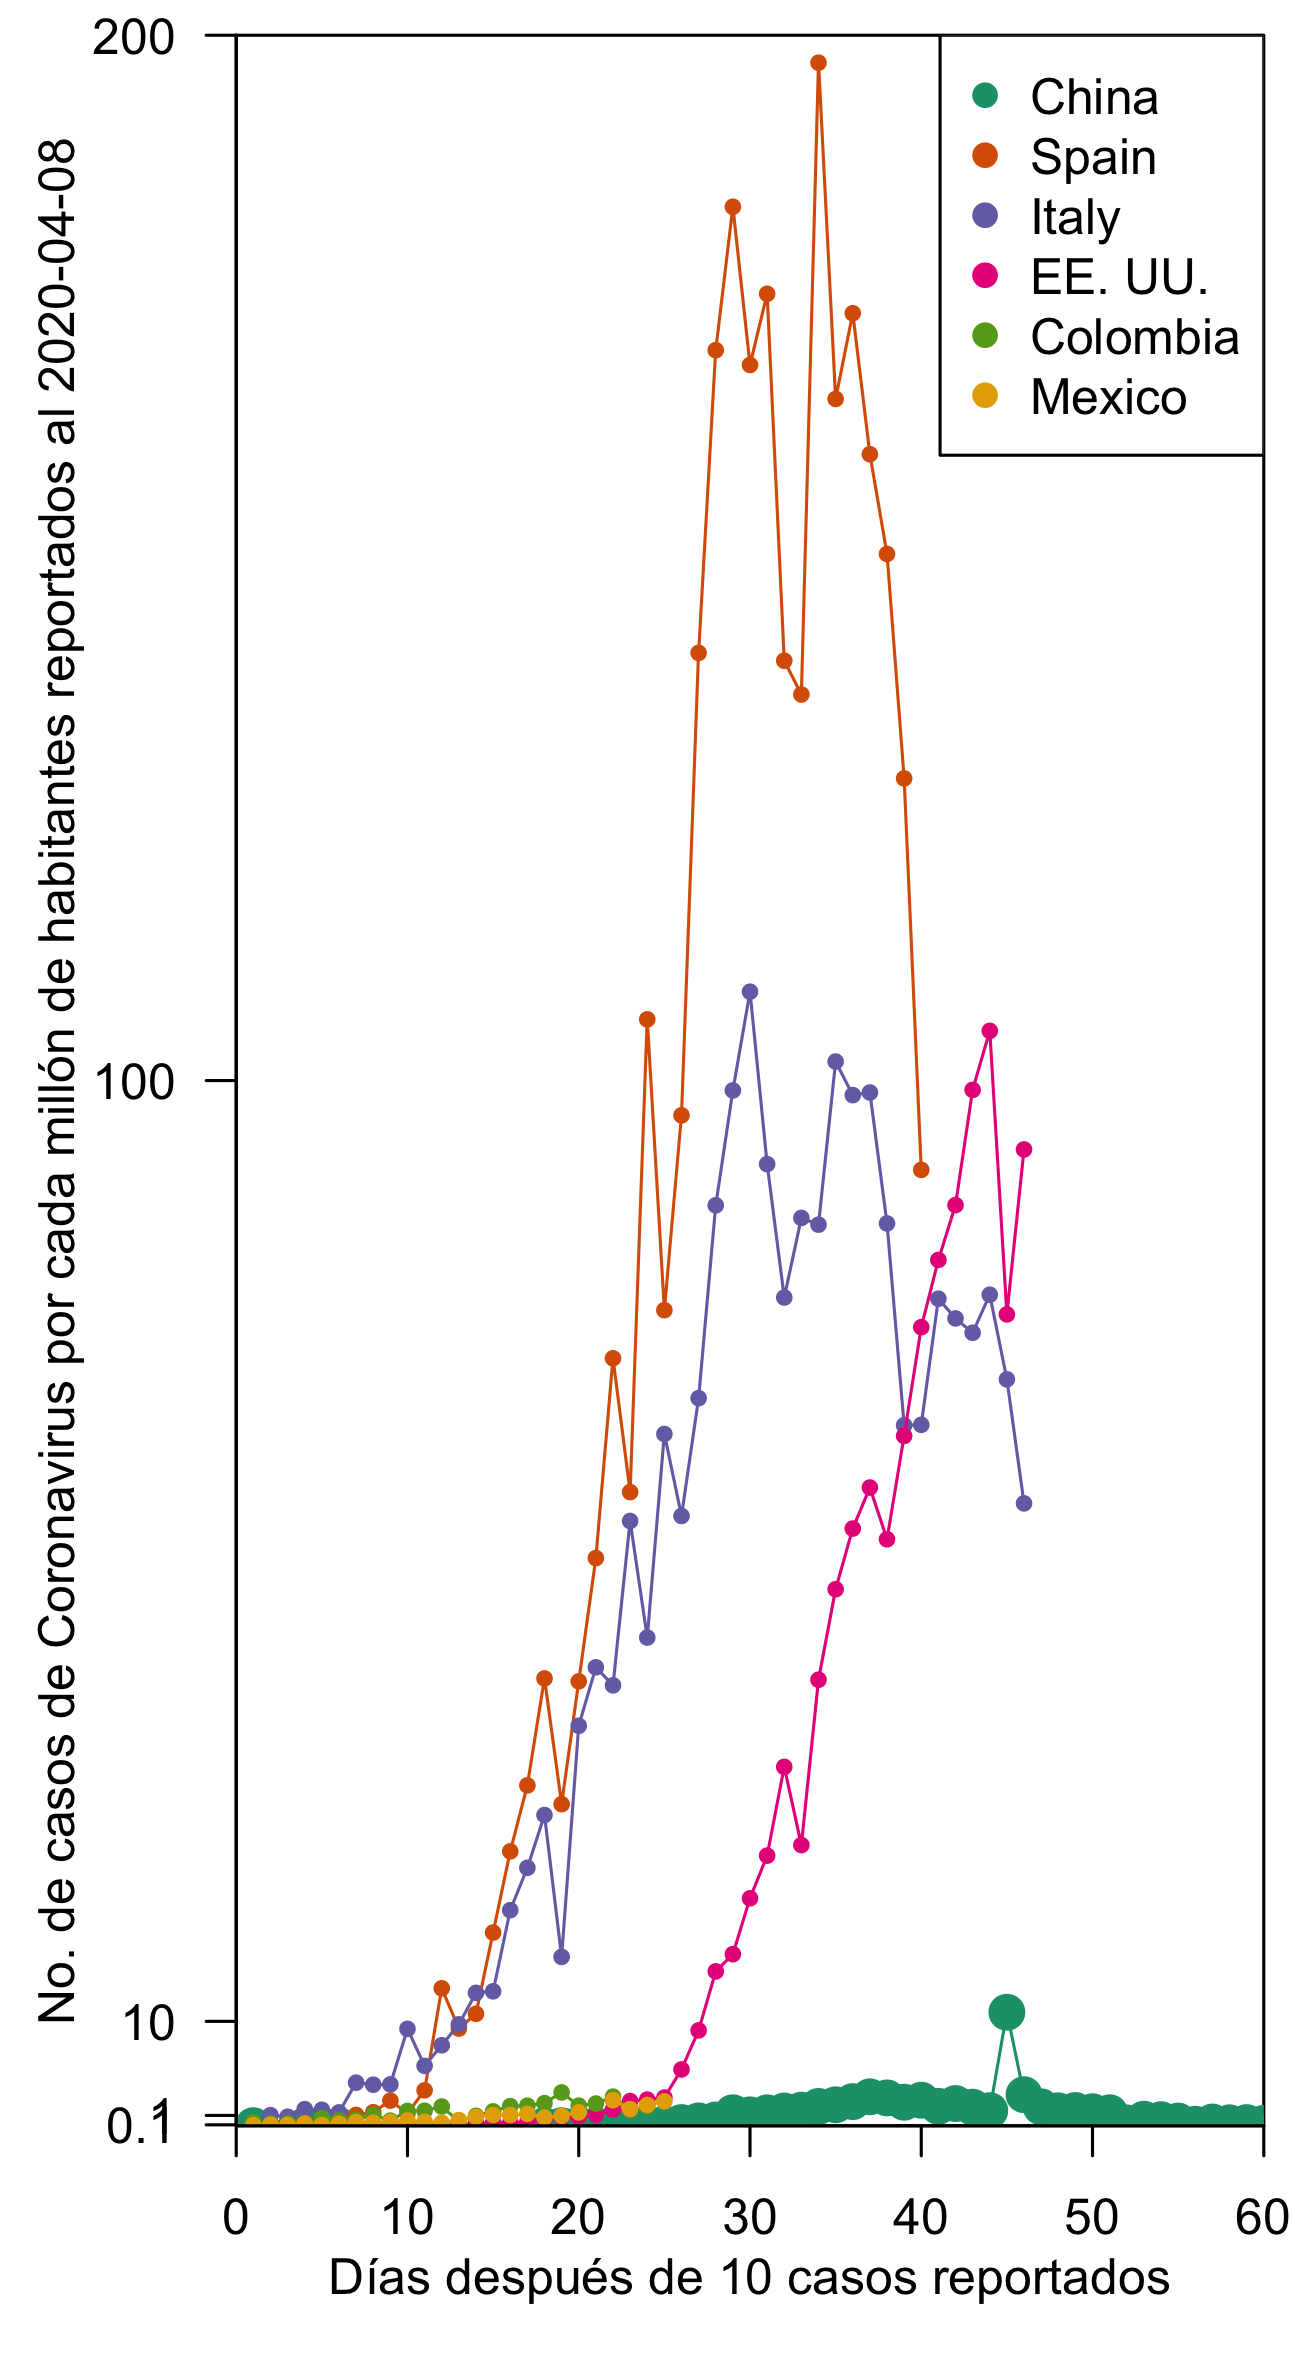 No. de casos de Coronavirus por cada millón de habitantes reportados al 2020-04-08
200
100
10
1
0.1
China
Spain
Italy
EE. UU.
Colombia
Mexico
0 10 20 30 40 50 60
Días después de 10 casos reportados